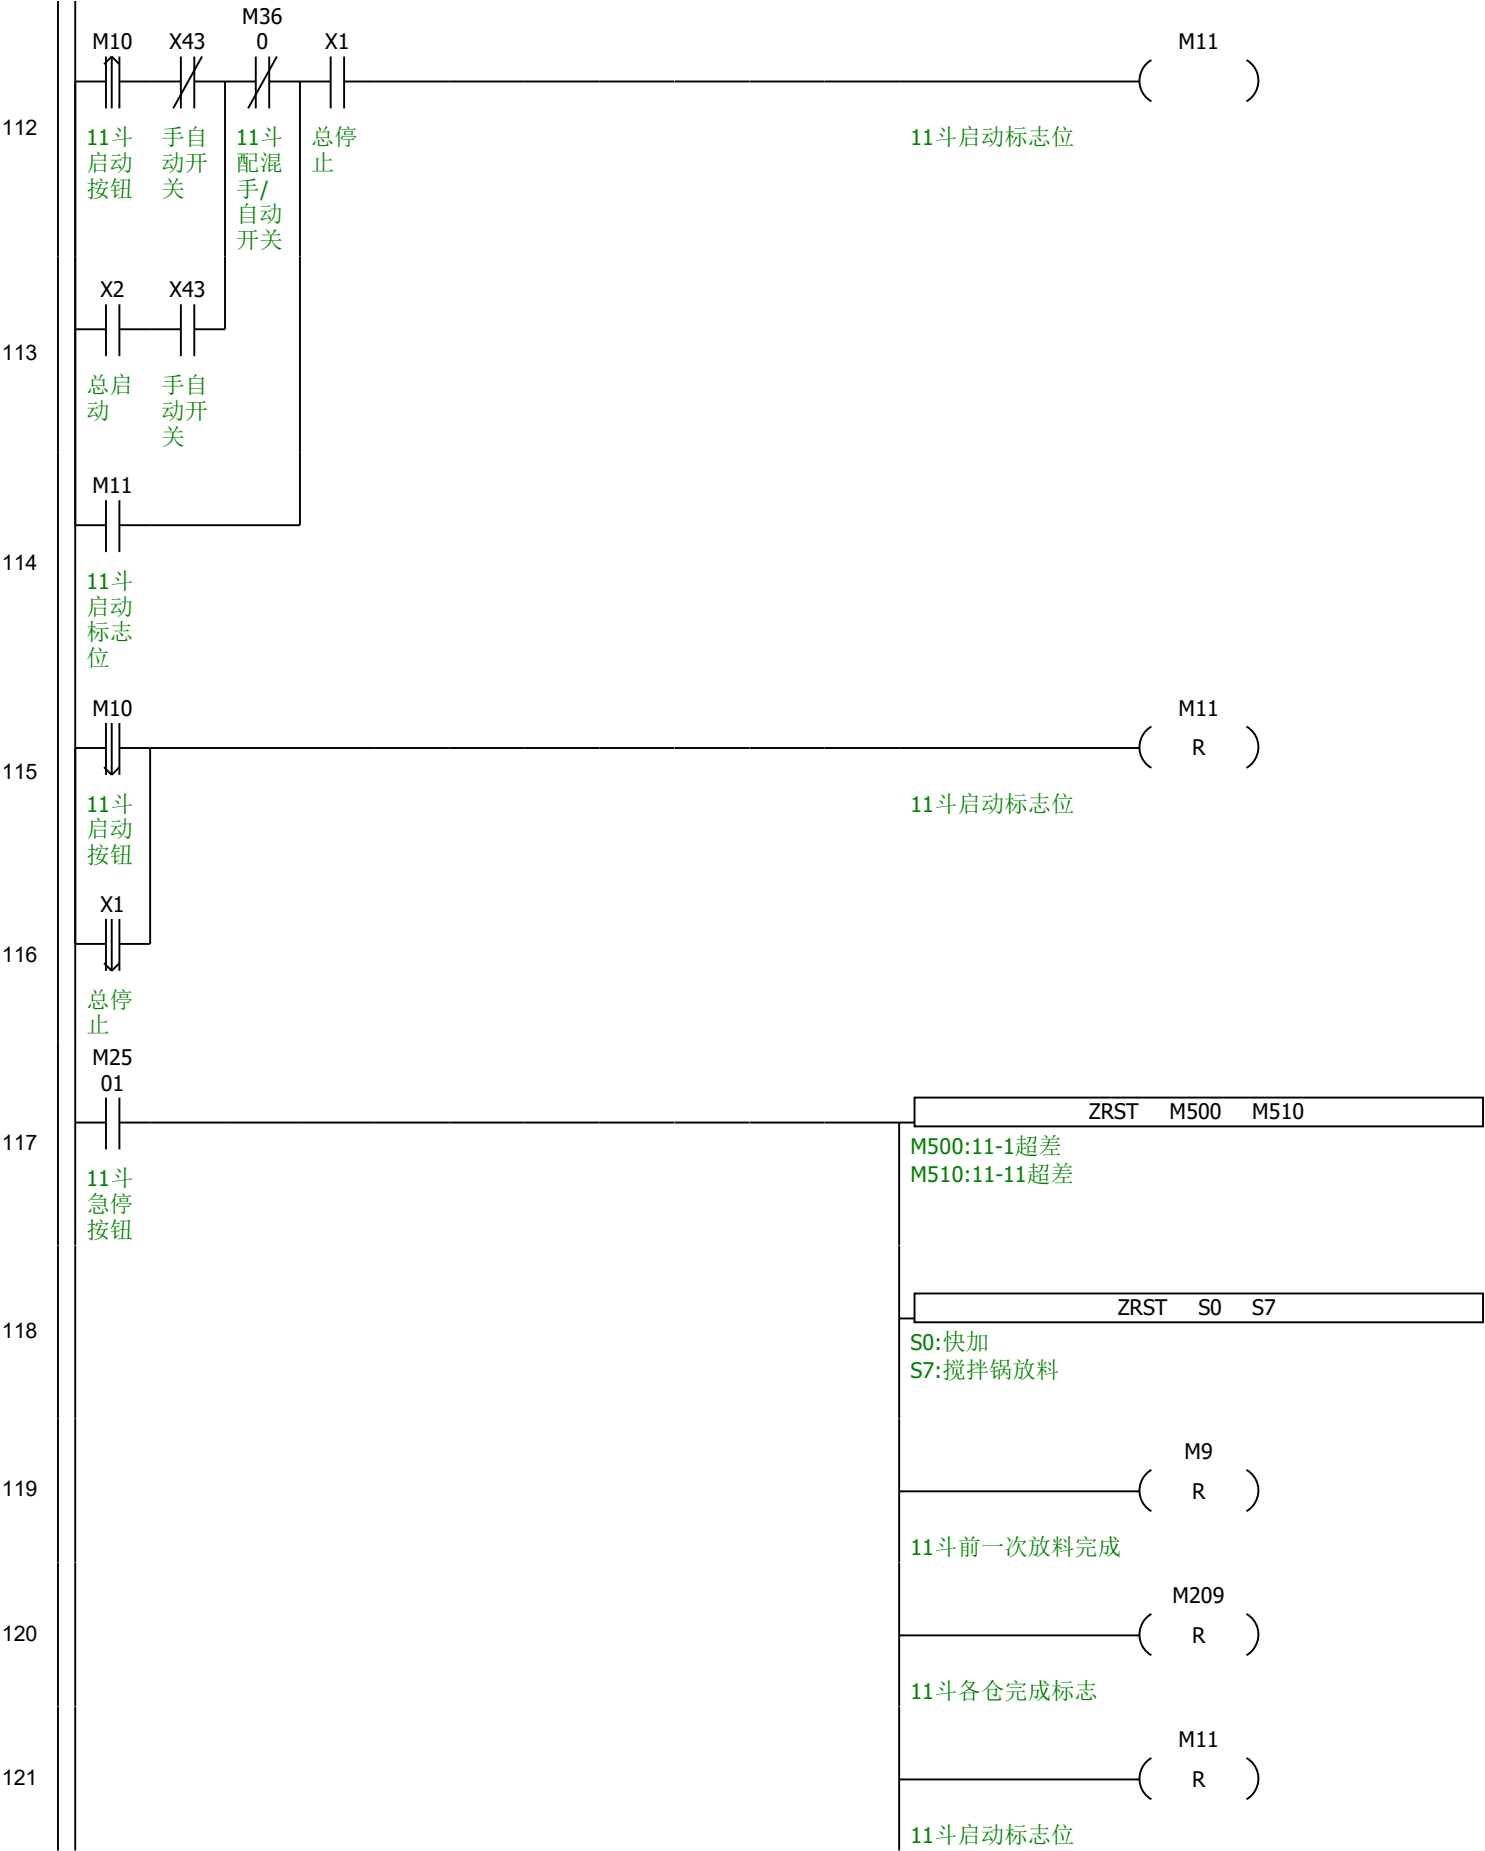 M36
M10 X43 0 X1 M11
112
11斗 手自 11斗 总停 11斗启动标志位
启动 动开 配混 止
按钮 关 手/
自动
开关
X2 X43
113
总启 手自
动 动开
关
M11
114
11斗
启动
标志
位
M10 M11
R
115
11斗 11斗启动标志位
启动
按钮
X1
116
总停
止
M25
01
ZRST M500 M510
117
M500:11-1超差
11斗 M510:11-11超差
急停
按钮
ZRST S0 S7
118
S0:快加
S7:搅拌锅放料
M9
119 R
11斗前一次放料完成
M209
120 R
11斗各仓完成标志
M11
121 R
11斗启动标志位